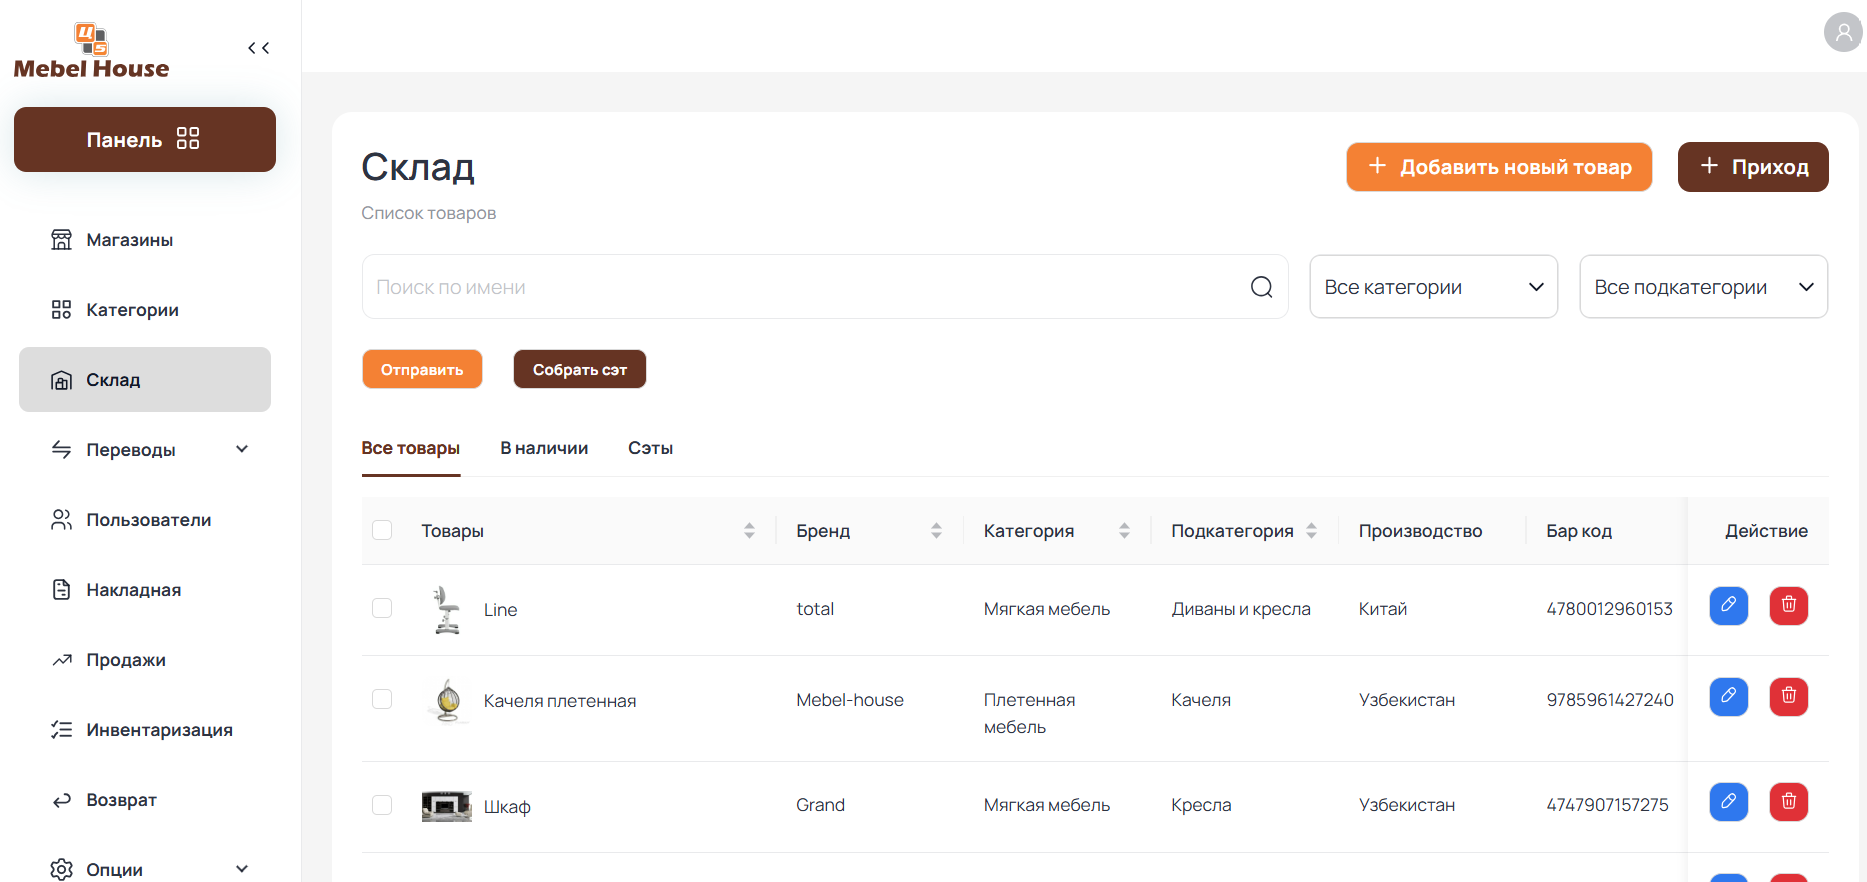 Ц
5
Mebel House
Панель
Магазины
Категории
Склад
Переводы
Пользователи
Накладная
Продажи
Инвентаризация
Возврат
Опции
Склад
Список товаров
+ Добавить новый товар
+ Приход
Поиск по имени
Все категории
Все подкатегории
Отправить
Собрать сэт
Все товары
В наличии
Сэты
Товары
Бренд
Категория
Подкатегория
Производство
Бар код
Действие
Line
total
Мягкая мебель
Диваны и кресла
Китай
4780012960153
Качеля плетенная
Mebel-house
Плетенная
мебель
Качеля
Узбекистан
9785961427240
Шкаф
Grand
Мягкая мебель
Кресла
Узбекистан
4747907157275